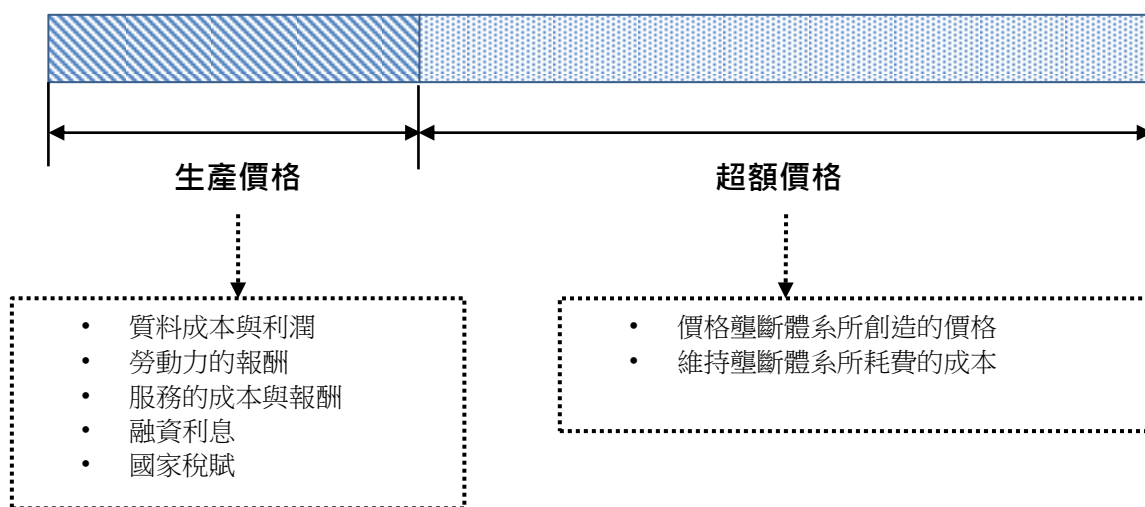 生產價格
超額價格
• 質料成本與利潤
• 勞動力的報酬
• 服務的成本與報酬
• 融資利息
• 國家稅賦
• 價格壟斷體系所創造的價格
• 維持壟斷體系所耗費的成本